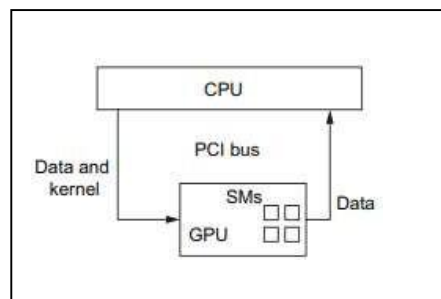 CPU
PCI bus
Data and
kernel
SMs
GPU
Data